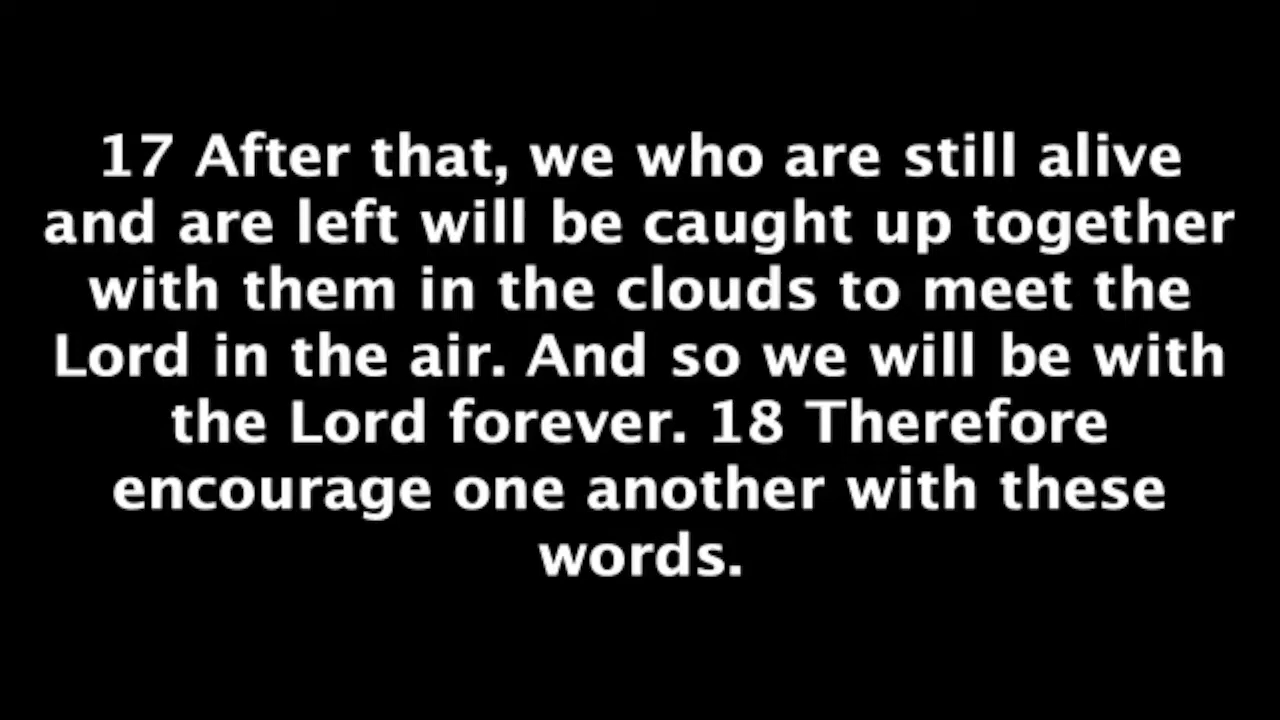 17 After that, we who are still alive
and are left will be caught up together
with them in the clouds to meet the
Lord in the air. And so we will be with
the Lord forever. 18 Therefore
encourage one another with these
words.